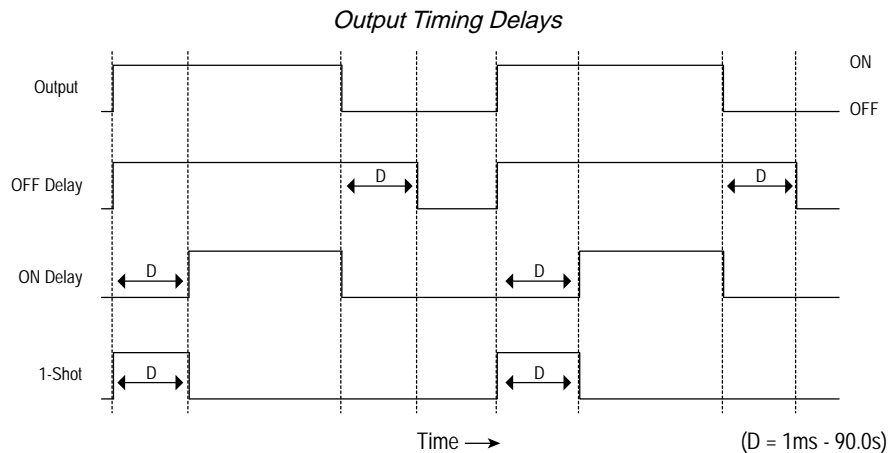 Output Timing Delays
ON
Output
OFF
OFF Delay
D
D
ON Delay
D
D
1-Shot
D
D
Time
(D = 1ms - 90.0s)